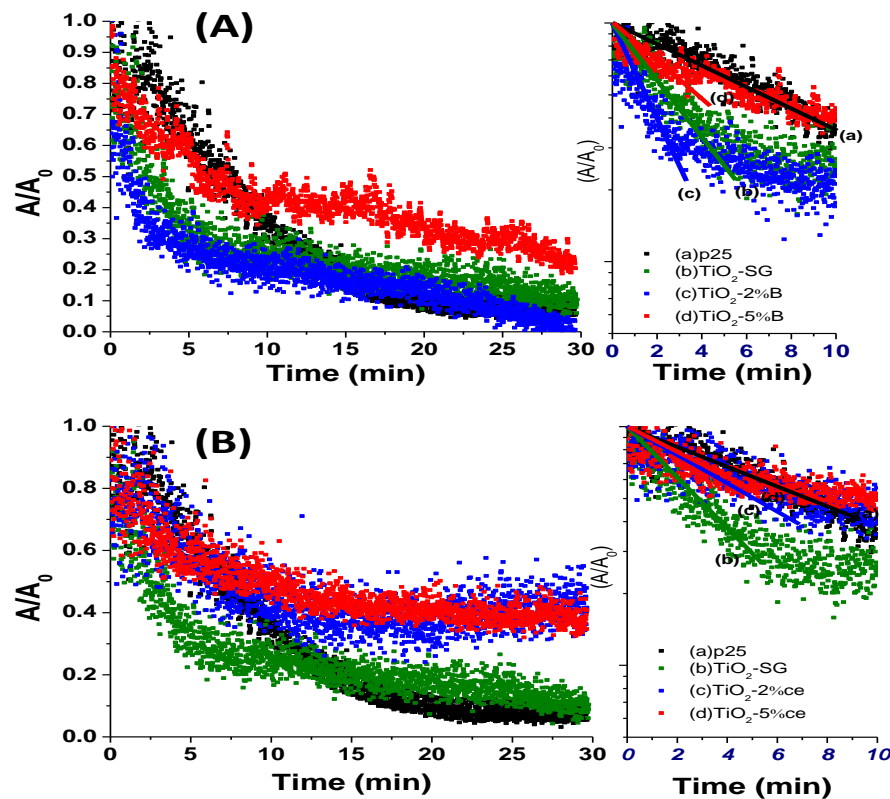 (A)
1.0
0.9
0.8
0.7
0.6
0.5
0.4
0.3
0.2
0.1
0.0
A/A0
0 5 10 15 20 25 30
Time (min)
(A/A0)
(d)
(a)
(c)
(b)
(a)p25
(b)TiO2-SG
(c)TiO2-2%B
(d)TiO2-5%B
0 2 4 6 8 10
Time (min)
(B)
1.0
0.8
0.6
0.4
0.2
0.0
A/A0
0 5 10 15 20 25 30
Time (min)
(A/A0)
(d)
(c)
(b)
(a)p25
(b)TiO2-SG
(c)TiO2-2%ce
(d)TiO2-5%ce
0 2 4 6 8 10
Time (min)